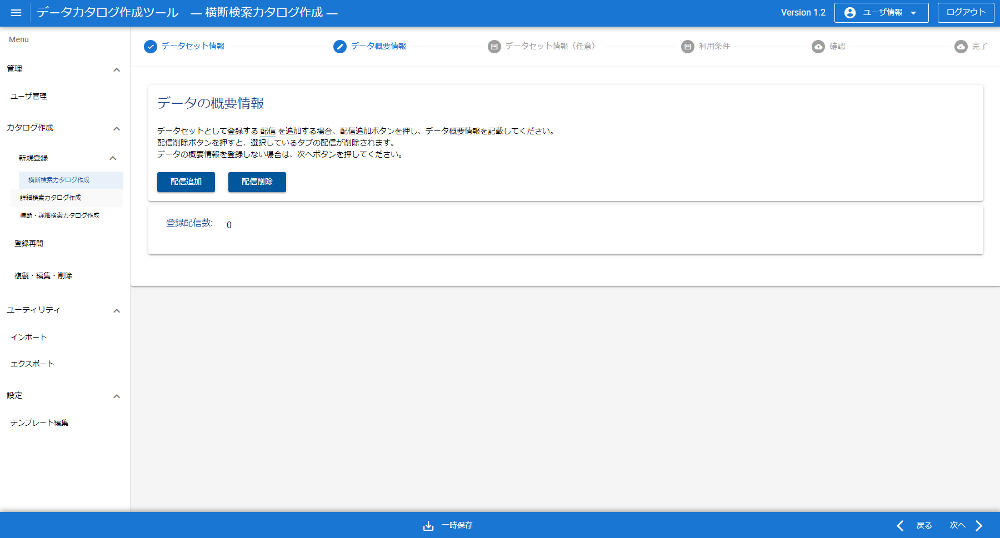 データカタログ作成ツール　— 横断検索カタログ作成 —
Version 1.2
ユーザ情報
ログアウト
Menu
管理
ユーザ管理
カタログ作成
新規登録
横断検索カタログ作成
詳細検索カタログ作成
横断・詳細検索カタログ作成
登録再開
複製・編集・削除
ユーティリティ
インポート
エクスポート
設定
テンプレート編集
データセット情報
データ概要情報
データセット情報（任意）
利用条件
確認
完了
データの概要情報
データセットとして登録する 配信 を追加する場合、配信追加ボタンを押し、データ概要情報を記載してください。
配信削除ボタンを押すと、選択しているタブの配信が削除されます。
データの概要情報を登録しない場合は、次へボタンを押してください。
配信追加
配信削除
登録配信数: 0
一時保存
戻る
次へ